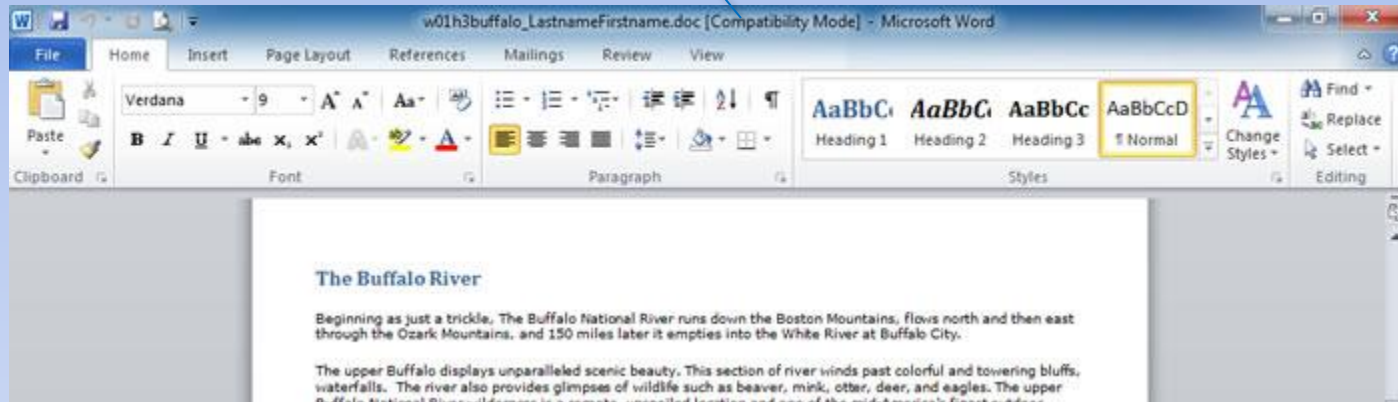 w01h3buffalo_LastnameFirstname.doc [Compatibility Mode] - Microsoft Word
File Home Insert Page Layout References Mailings Review View
Verdana 9 A A Aa
Paste B I U abe x, x² A A
AaBbC AaBbC AaBbCc AaBbCcD
Heading 1 Heading 2 Heading 3 ¶ Normal
Change Styles
Find
Replace
Select
Clipboard Font Paragraph Styles Editing
The Buffalo River
Beginning as just a trickle, The Buffalo National River runs down the Boston Mountains, flows north and then east
through the Ozark Mountains, and 150 miles later it empties into the White River at Buffalo City.
The upper Buffalo displays unparalleled scenic beauty. This section of river winds past colorful and towering bluffs,
waterfalls. The river also provides glimpses of wildlife such as beaver, mink, otter, deer, and eagles. The upper